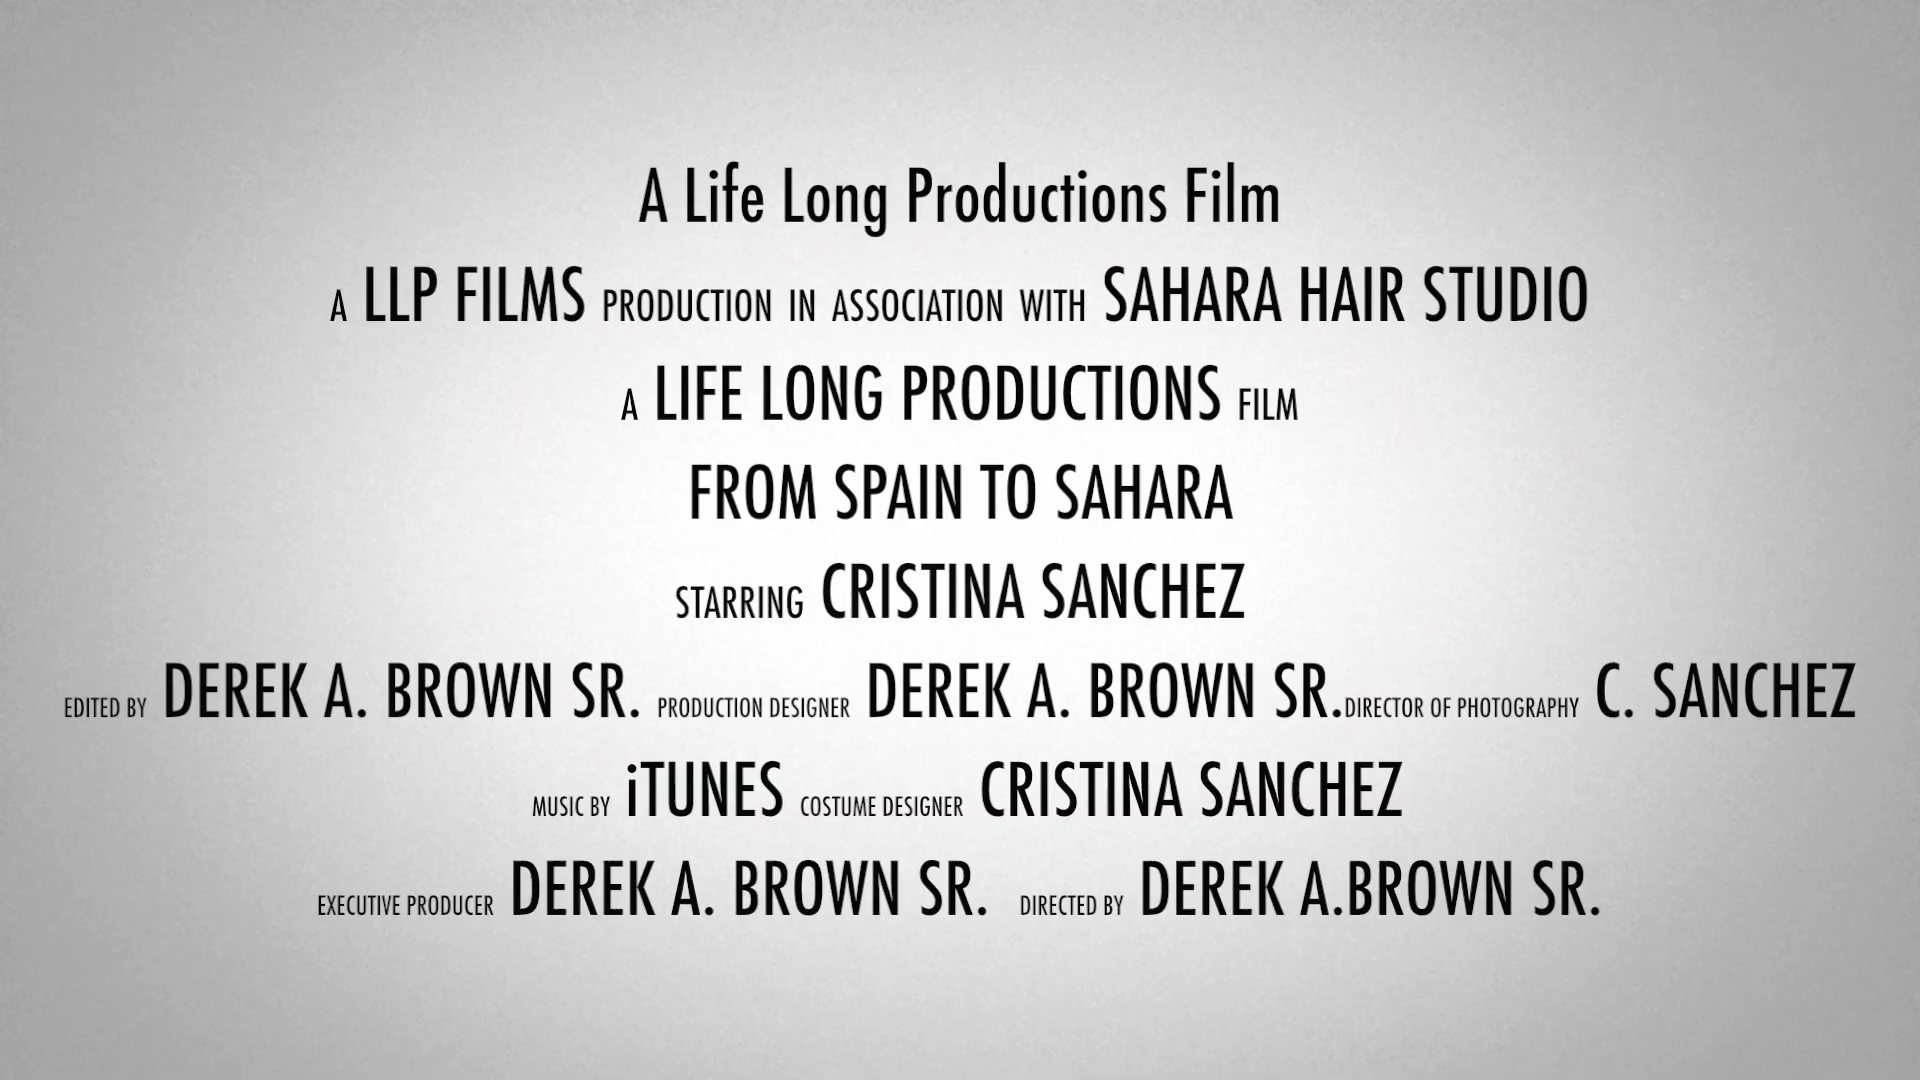 A Life Long Productions Film
A LLP FILMS PRODUCTION IN ASSOCIATION WITH SAHARA HAIR STUDIO
A LIFE LONG PRODUCTIONS FILM
FROM SPAIN TO SAHARA
STARRING CRISTINA SANCHEZ
EDITED BY DEREK A. BROWN SR. PRODUCTION DESIGNER DEREK A. BROWN SR.DIRECTOR OF PHOTOGRAPHY C. SANCHEZ
MUSIC BY iTUNES COSTUME DESIGNER CRISTINA SANCHEZ
EXECUTIVE PRODUCER DEREK A. BROWN SR. DIRECTED BY DEREK A.BROWN SR.